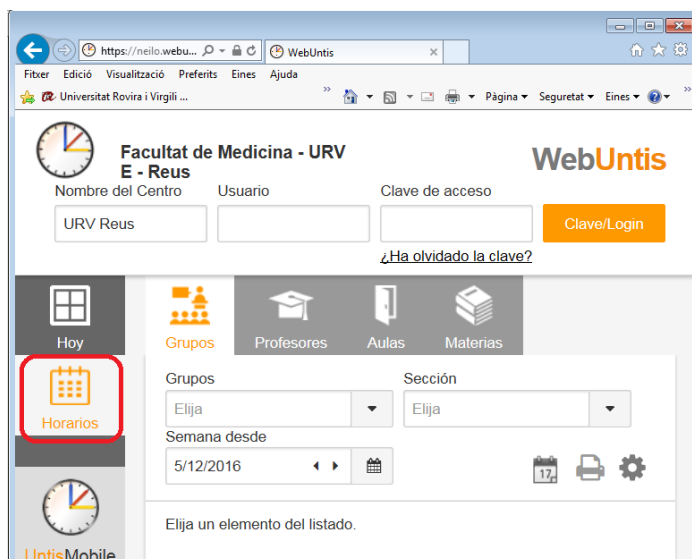 https://neilo.webu...
WebUntis
Fitxer Edició Visualització Preferits Eines Ajuda
Universitat Rovira i Virgili ...
Pàgina Seguretat Eines
Facultat de Medicina - URV
E - Reus
WebUntis
Nombre del Centro Usuario Clave de acceso
URV Reus
Clave/Login
¿Ha olvidado la clave?
Hoy
Grupos Profesores Aulas Materias
Horarios
Grupos Sección
Elija Elija
Semana desde
5/12/2016
17
Elija un elemento del listado.
UntisMobile